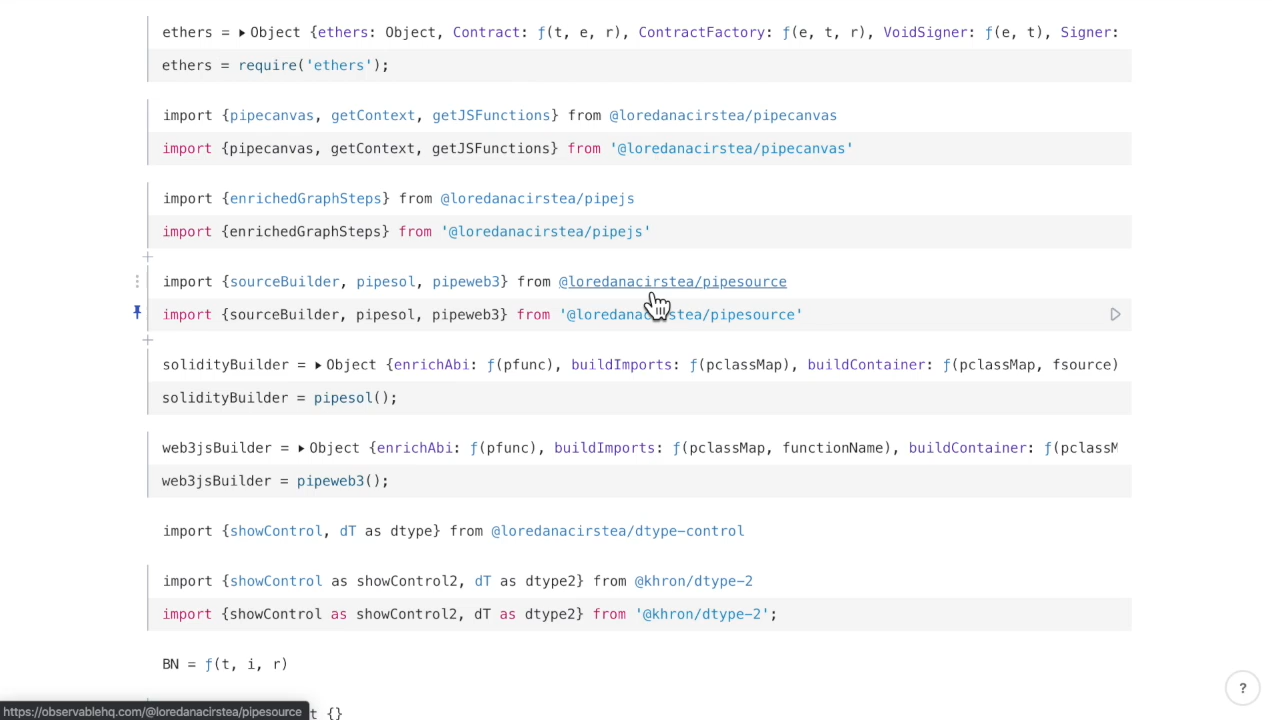 ethers = ▸Object {ethers: Object, Contract: ƒ(t, e, r), ContractFactory: ƒ(e, t, r), VoidSigner: ƒ(e, t), Signer:
ethers = require('ethers');
import {pipecanvas, getContext, getJSFunctions} from @loredanacirstea/pipecanvas
import {pipecanvas, getContext, getJSFunctions} from '@loredanacirstea/pipecanvas'
import {enrichedGraphSteps} from @loredanacirstea/pipejs
import {enrichedGraphSteps} from '@loredanacirstea/pipejs'
import {sourceBuilder, pipesol, pipeweb3} from @loredanacirstea/pipesource
import {sourceBuilder, pipesol, pipeweb3} from '@loredanacirstea/pipesource'
solidityBuilder = ▸Object {enrichAbi: ƒ(pfunc), buildImports: ƒ(pclassMap), buildContainer: ƒ(pclassMap, fsource)
solidityBuilder = pipesol();
web3jsBuilder = ▸Object {enrichAbi: ƒ(pfunc), buildImports: ƒ(pclassMap, functionName), buildContainer: ƒ(pclassM
web3jsBuilder = pipeweb3();
import {showControl, dT as dtype} from @loredanacirstea/dtype-control
import {showControl as showControl2, dT as dtype2} from @khron/dtype-2
import {showControl as showControl2, dT as dtype2} from '@khron/dtype-2';
BN = ƒ(t, i, r)
?
https://observablehq.com/@loredanacirstea/pipesource t {}